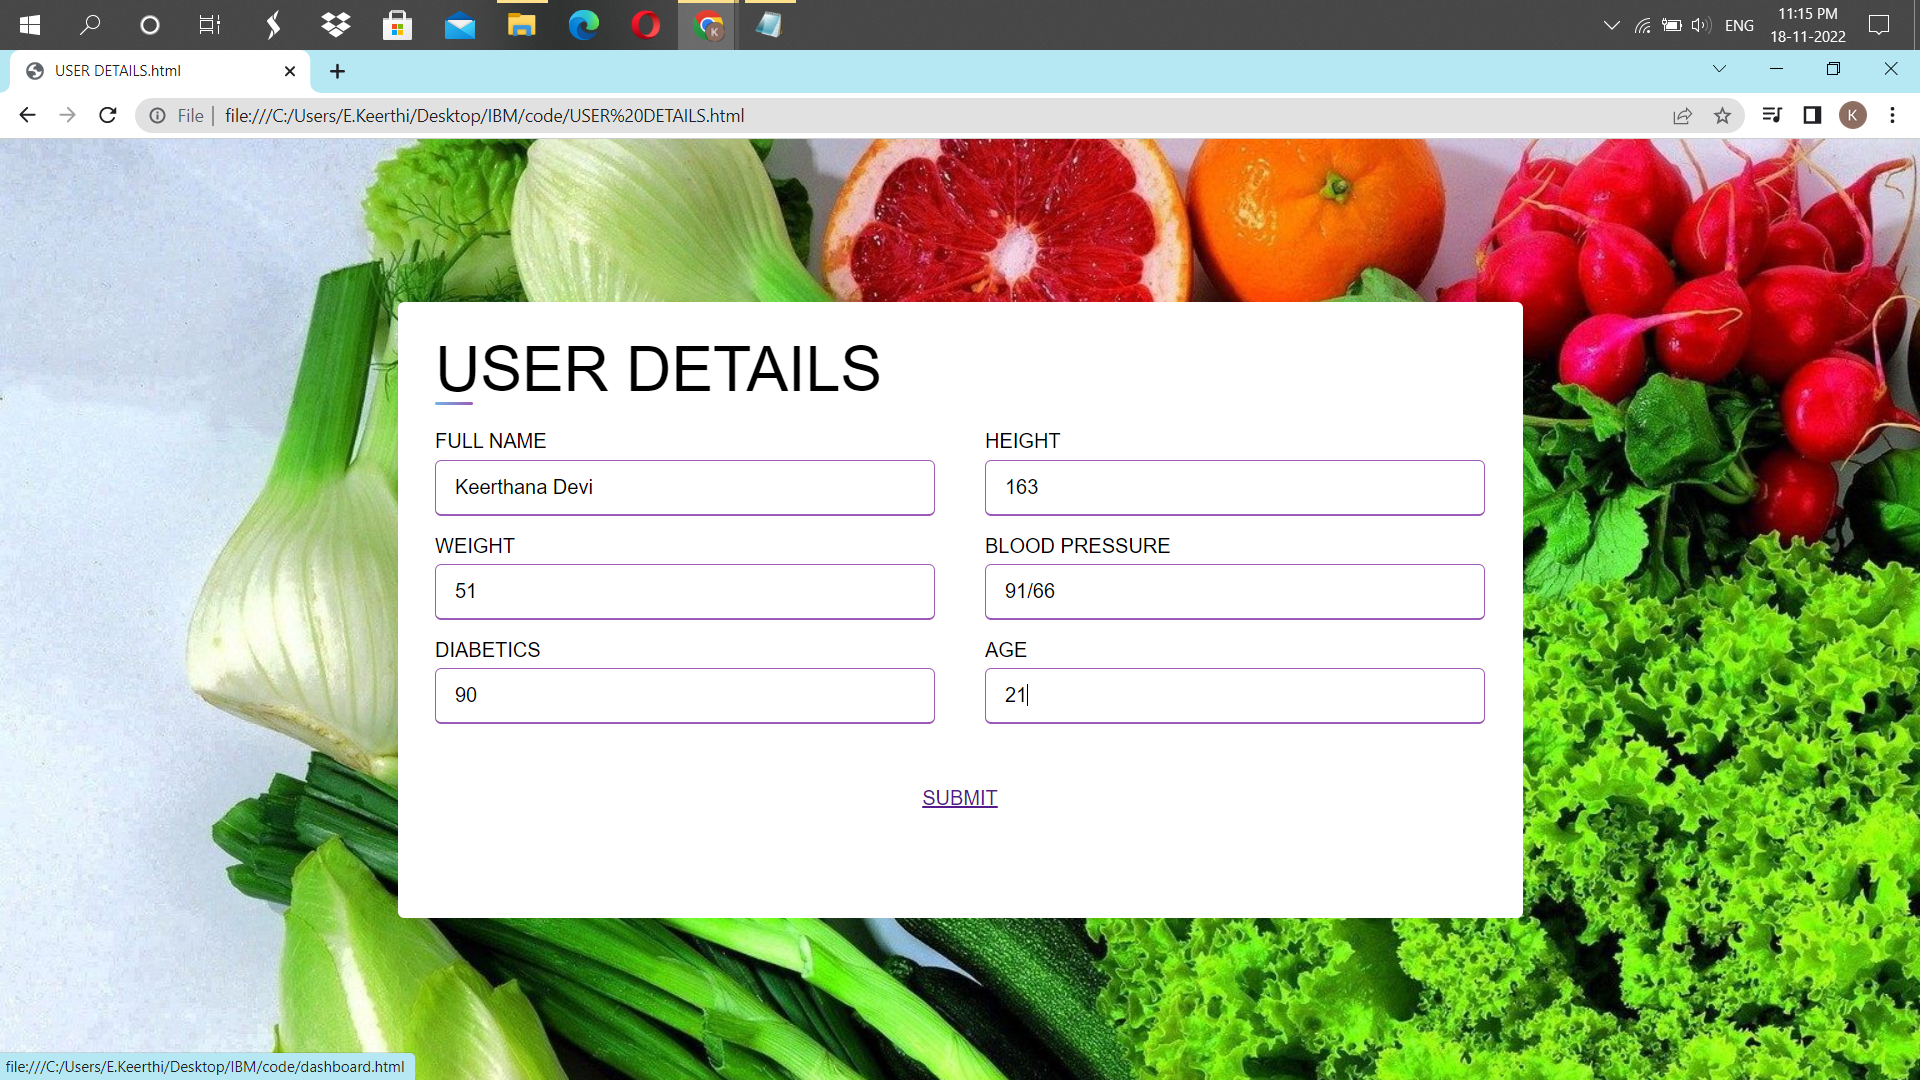 ENG
11:15 PM
18-11-2022
USER DETAILS.html
File
file:///C:/Users/E.Keerthi/Desktop/IBM/code/USER%20DETAILS.html
K
USER DETAILS
FULL NAME
HEIGHT
Keerthana Devi
163
WEIGHT
BLOOD PRESSURE
51
91/66
DIABETICS
AGE
90
21
SUBMIT
file:///C:/Users/E.Keerthi/Desktop/IBM/code/dashboard.html